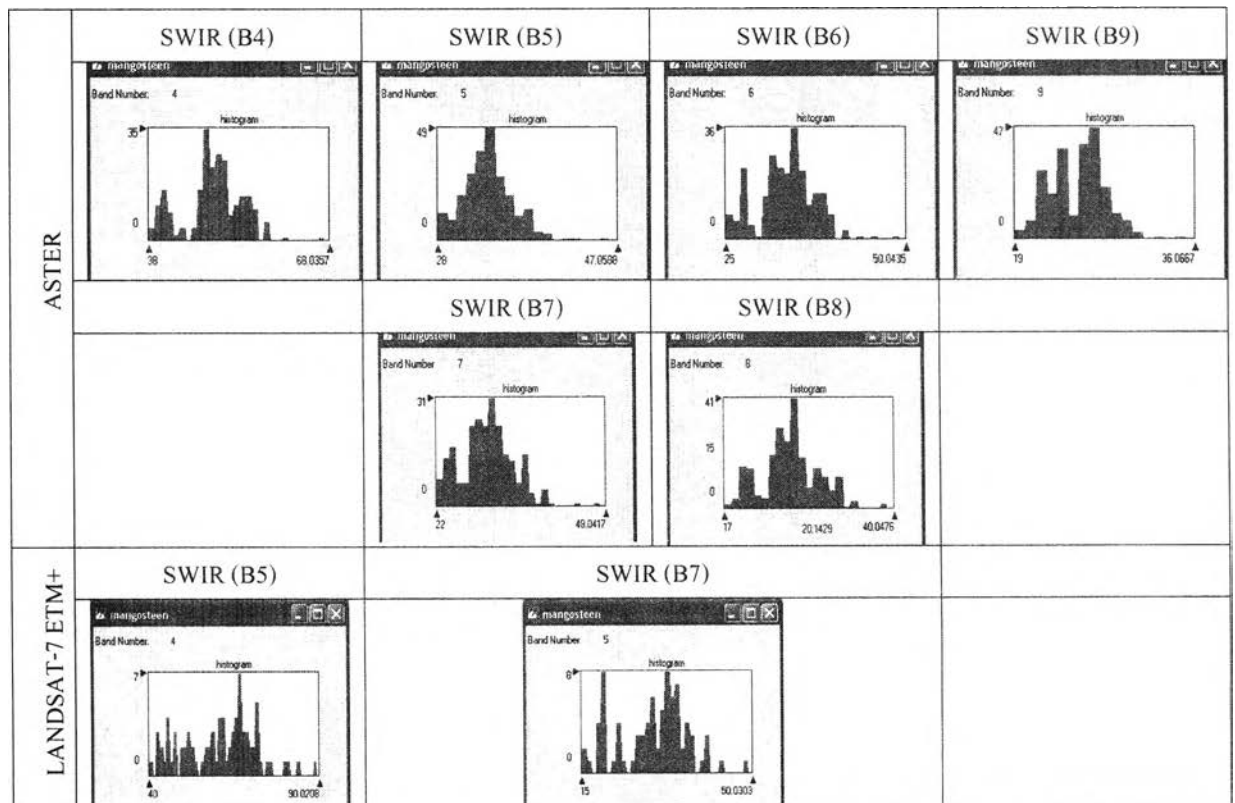 SWIR (B4) SWIR (B5) SWIR (B6) SWIR (B9)
ASTER
mangosteen
Band Number: 4
histogram
35
0
38 68.0357
mangosteen
Band Number: 5
histogram
49
0
28 47.0588
mangosteen
Band Number: 6
histogram
36
0
25 50.0435
mangosteen
Band Number: 9
histogram
47
0
19 36.0667
SWIR (B7) SWIR (B8)
mangosteen
Band Number 7
histogram
31
0
22 49.0417
mangosteen
Band Number: 8
histogram
41
15
0
17 20.1429 40.0476
LANDSAT-7 ETM+
SWIR (B5) SWIR (B7)
mangosteen
Band Number: 4
histogram
7
0
43 90.0208
mangosteen
Band Number 5
histogram
6
0
15 50.0303